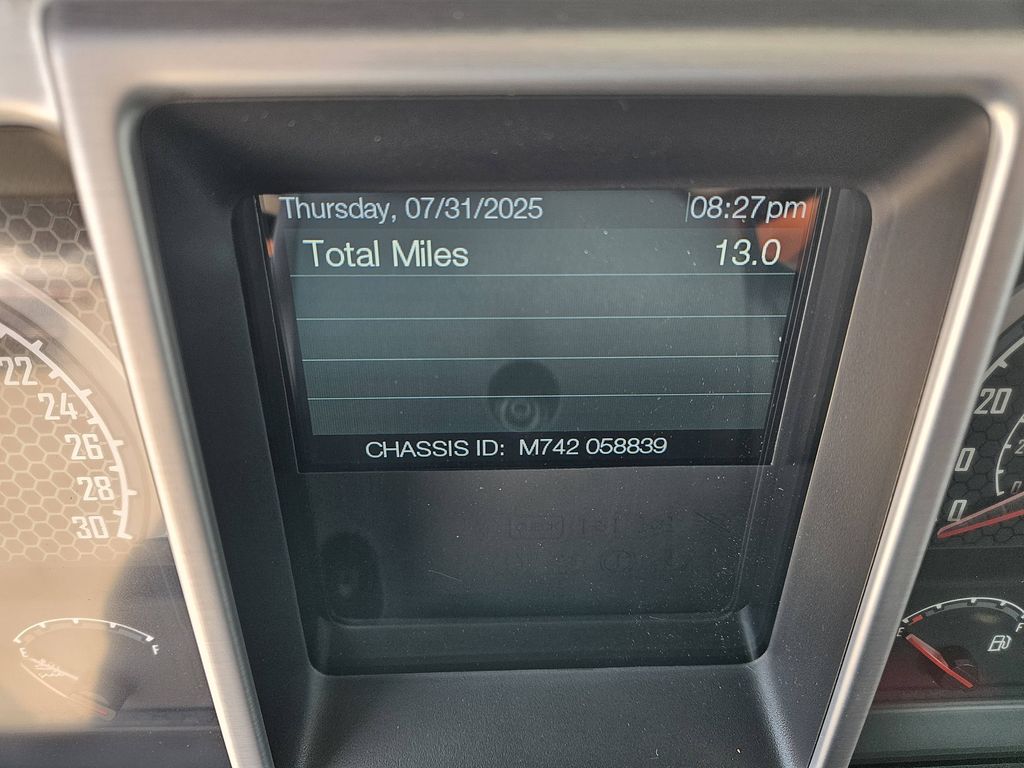 Thursday, 07/31/2025 08:27pm
Total Miles 13.0
CHASSIS ID: M742 058839
22
24
26
28
30
E F
20
0
E F